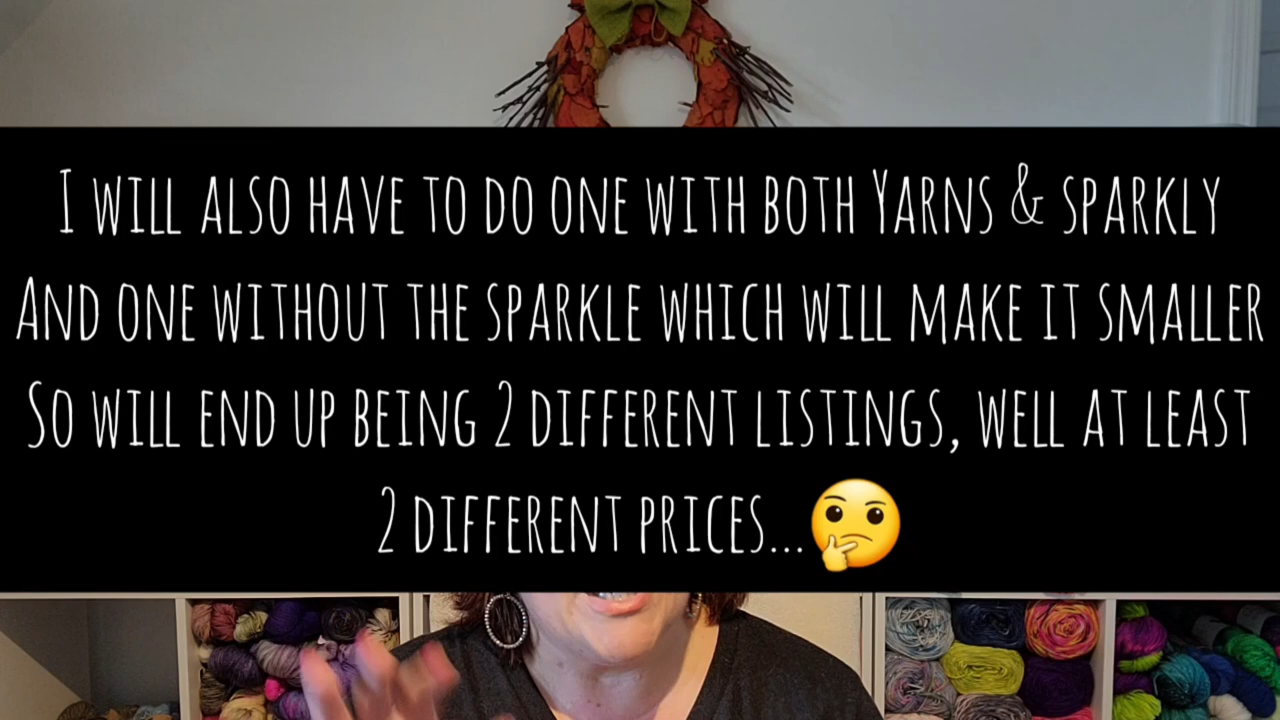 I will also have to do one with both Yarns & sparkly
And one without the sparkle which will make it smaller
So will end up being 2 different listings, well at least
2 different prices...🤔